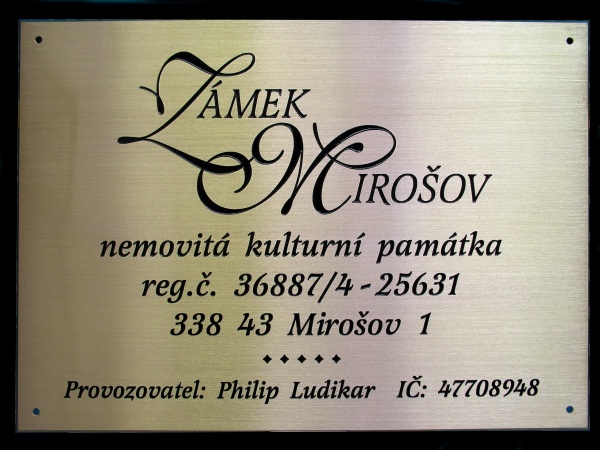 Zámek
Mirošov
nemovitá kulturní památka
reg.č. 36887/4-25631
338 43 Mirošov 1
Provozovatel: Philip Ludikar IČ: 47708948